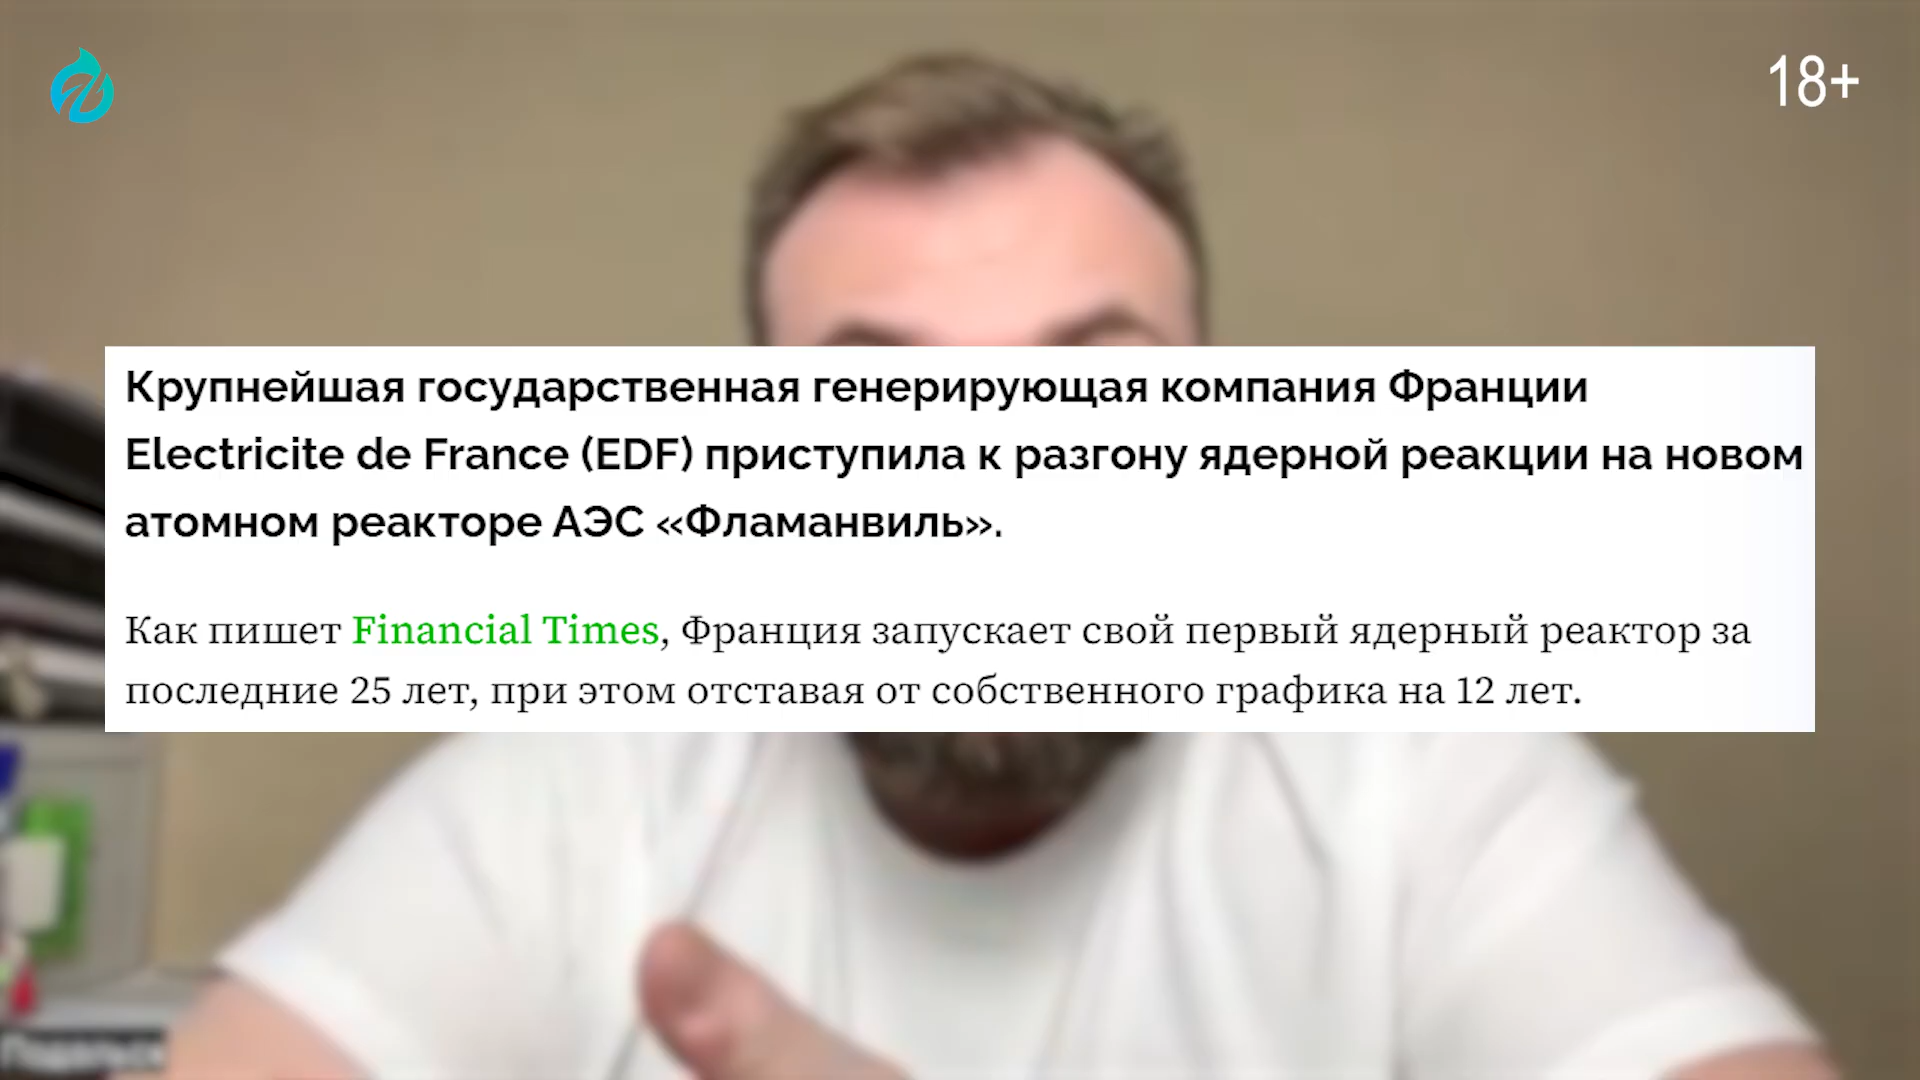 18+
Крупнейшая государственная генерирующая компания Франции
Electricite de France (EDF) приступила к разгону ядерной реакции на новом
атомном реакторе АЭС «Фламанвиль».
Как пишет Financial Times, Франция запускает свой первый ядерный реактор за
последние 25 лет, при этом отставая от собственного графика на 12 лет.